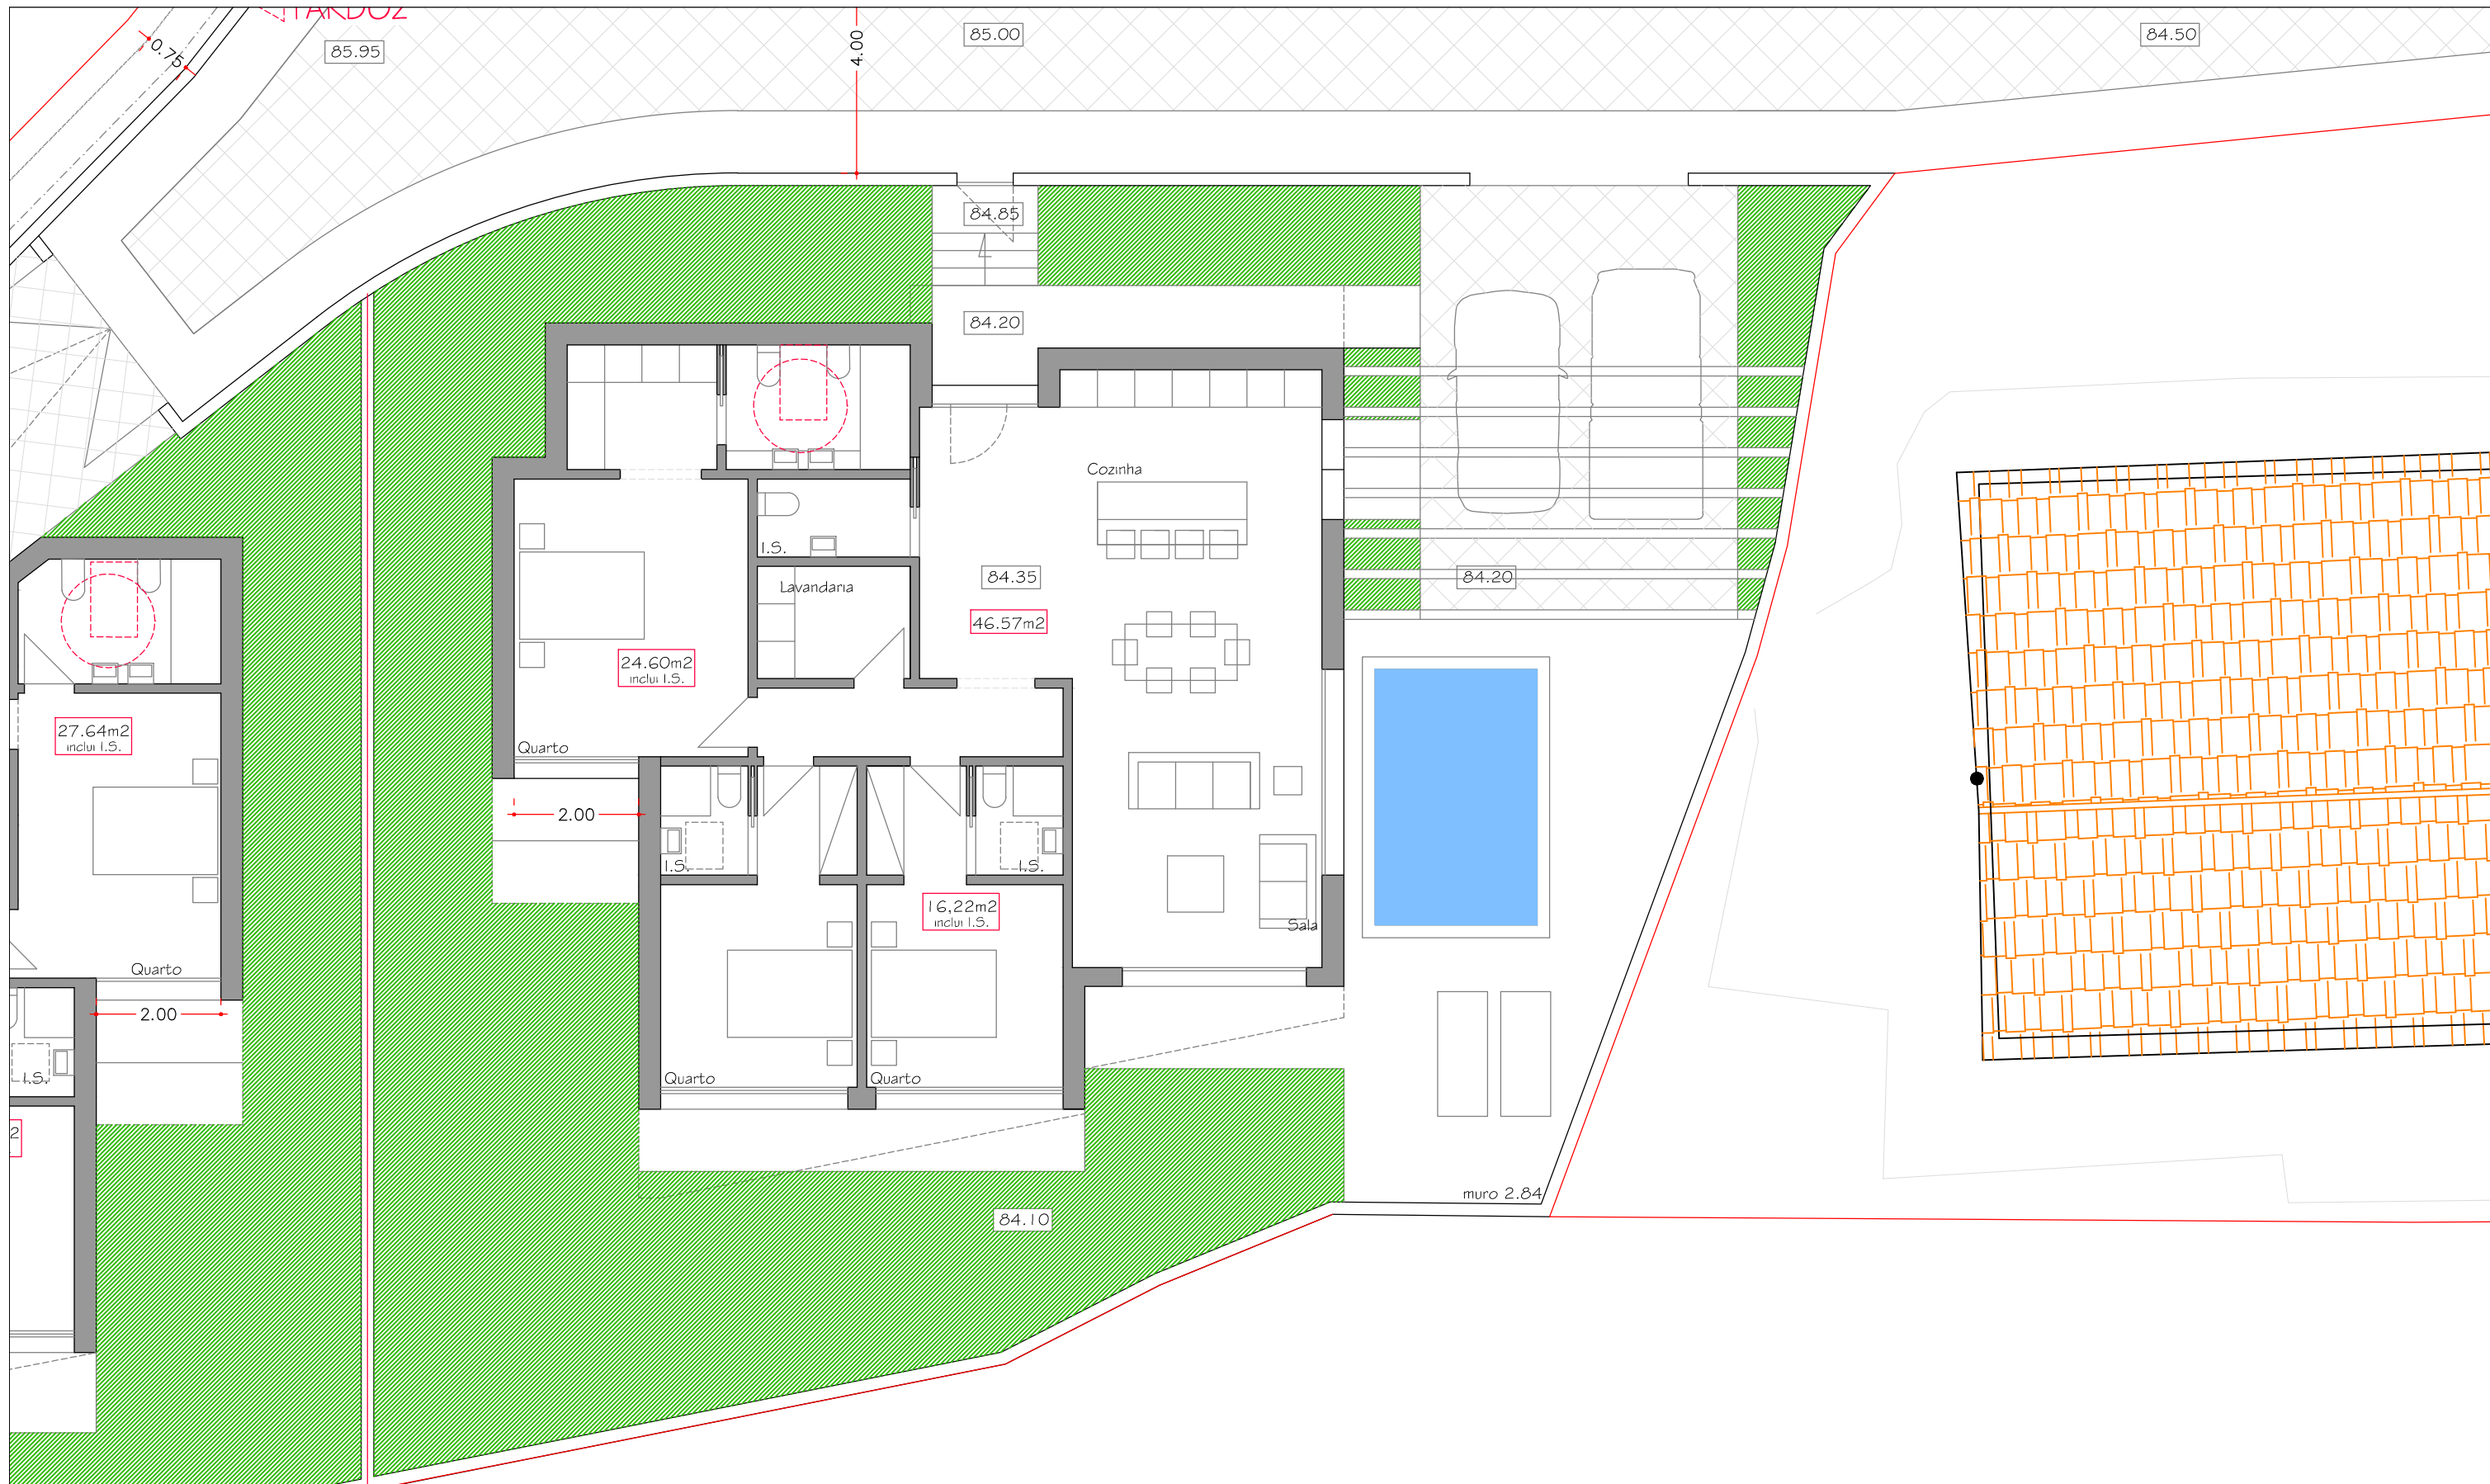 TARDOZ
85.95
0.75
4.00
85.00
84.50
84.85
84.20
Cozinha
I.S.
Lavandaria
84.35
46.57m2
84.20
24.60m2
inclui I.S.
27.64m2
inclui I.S.
Quarto
2.00
I.S.
I.S.
16,22m2
inclui I.S.
Sala
Quarto
2.00
I.S.
Quarto
Quarto
2
muro 2.84
84.10